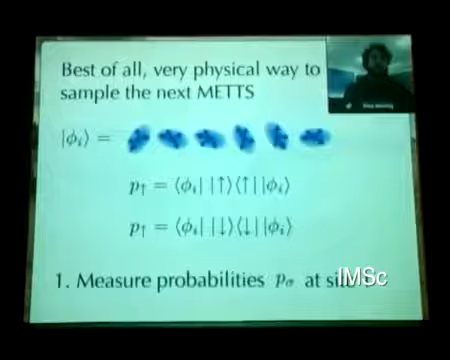 Best of all, very physical way to
sample the next METTS
|ϕᵢ⟩ =
p↑ = ⟨ϕᵢ| |↑⟩⟨↑| |ϕᵢ⟩
p↑ = ⟨ϕᵢ| |↓⟩⟨↓| |ϕᵢ⟩
1. Measure probabilities pσ at
IMSc